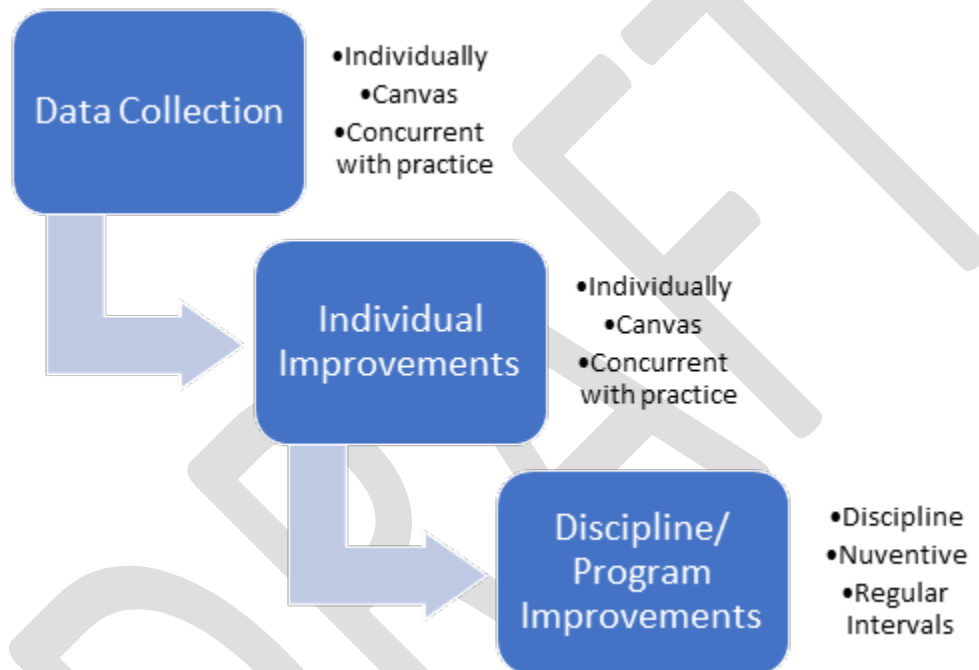 Data Collection
•Individually
•Canvas
•Concurrent
with practice
Individual
Improvements
•Individually
•Canvas
•Concurrent
with practice
Discipline/
Program
Improvements
•Discipline
•Nuventive
•Regular
Intervals
DRAFT